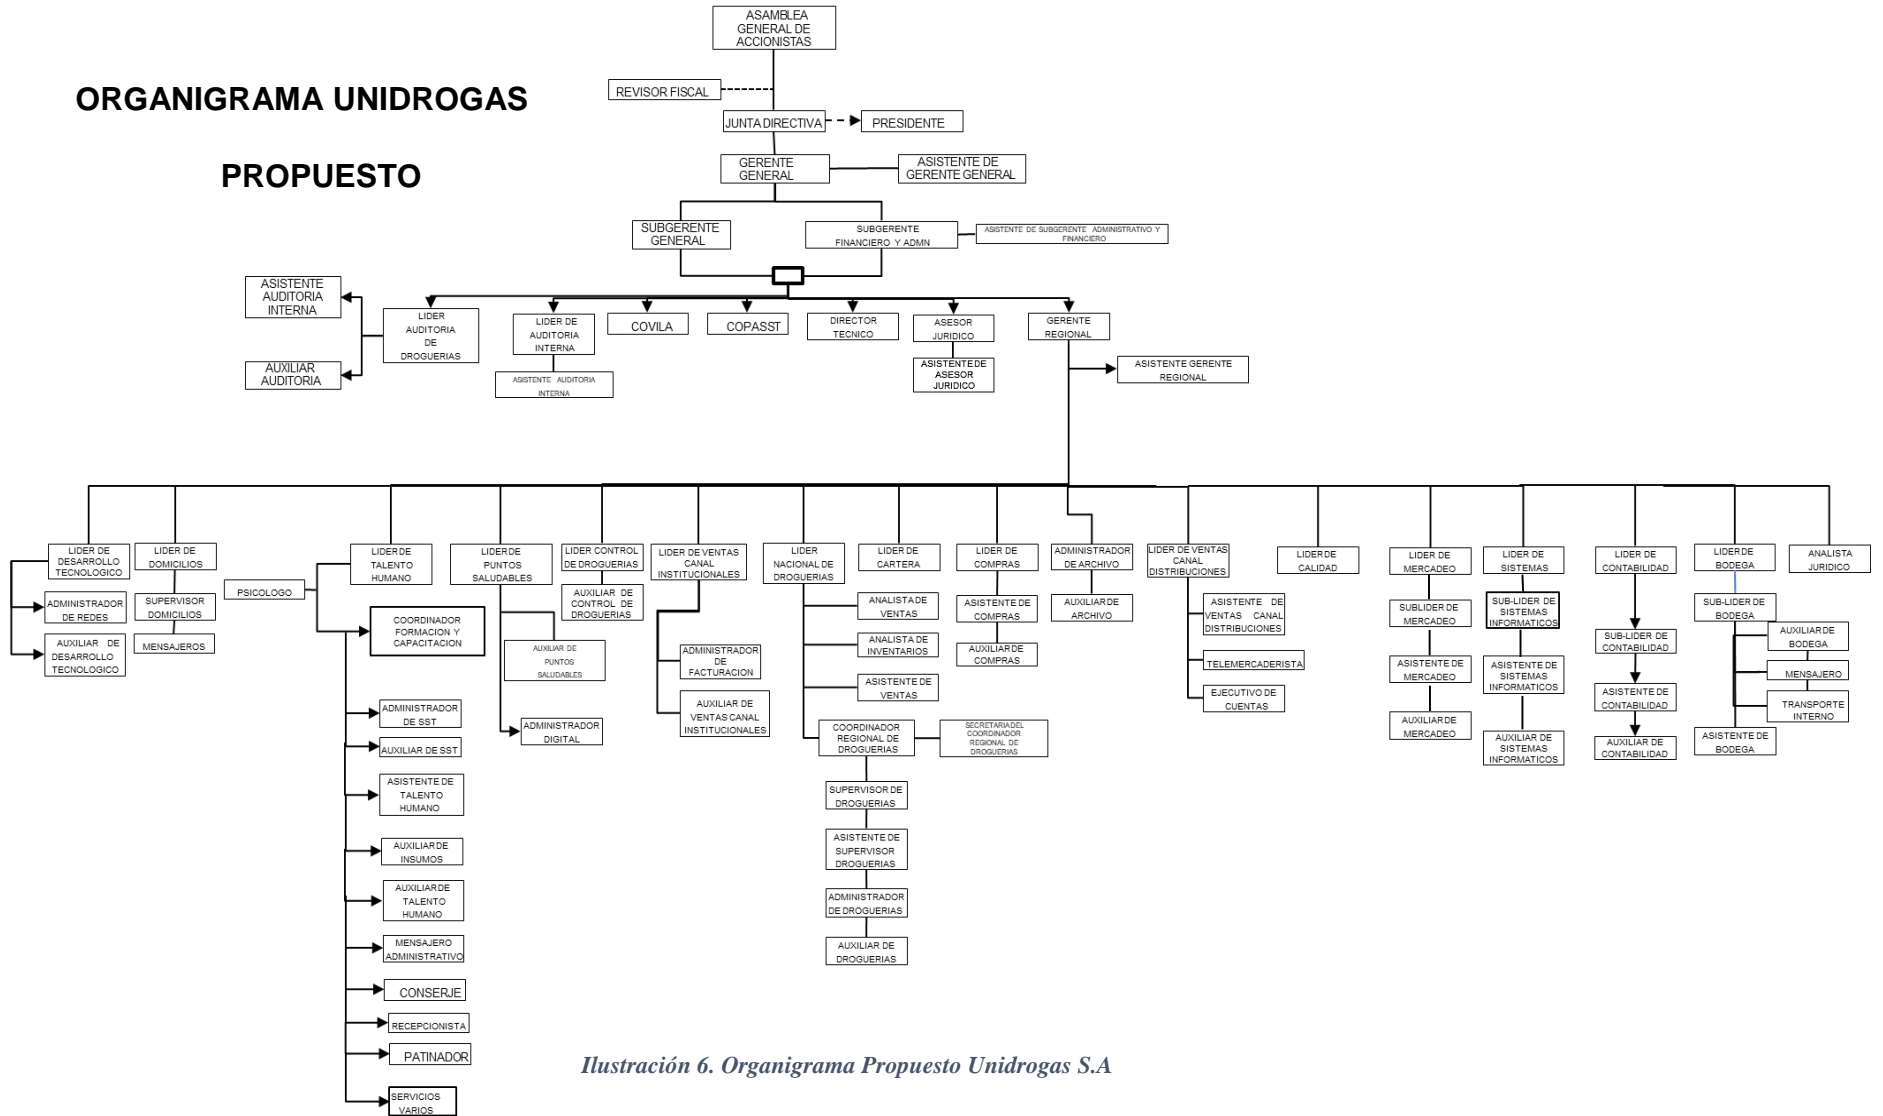 ORGANIGRAMA UNIDROGAS
PROPUESTO
ASAMBLEA
GENERAL DE
ACCIONISTAS
REVISOR FISCAL
JUNTA DIRECTIVA
PRESIDENTE
GERENTE
GENERAL
ASISTENTE DE
GERENTE GENERAL
SUBGERENTE
GENERAL
SUBGERENTE
FINANCIERO Y ADMN
ASISTENTE DE SUBGERENTE ADMINISTRATIVO Y
FINANCIERO
ASISTENTE
AUDITORIA
INTERNA
AUXILIAR
AUDITORIA
LIDER
AUDITORIA
DE
DROGUERIAS
LIDER DE
AUDITORIA
INTERNA
ASISTENTE AUDITORIA
INTERNA
COVILA
COPASST
DIRECTOR
TECNICO
ASESOR
JURIDICO
ASISTENTE DE
ASESOR
JURIDICO
GERENTE
REGIONAL
ASISTENTE GERENTE
REGIONAL
LIDER DE
DESARROLLO
TECNOLOGICO
ADMINISTRADOR
DE REDES
AUXILIAR DE
DESARROLLO
TECNOLOGICO
LIDER DE
DOMICILIOS
SUPERVISOR
DOMICILIOS
MENSAJEROS
PSICOLOGO
LIDER DE
TALENTO
HUMANO
COORDINADOR
FORMACION Y
CAPACITACION
ADMINISTRADOR
DE SST
AUXILIAR DE SST
ASISTENTE DE
TALENTO
HUMANO
AUXILIAR DE
INSUMOS
AUXILIAR DE
TALENTO
HUMANO
MENSAJERO
ADMINISTRATIVO
CONSERJE
RECEPCIONISTA
PATINADOR
SERVICIOS
VARIOS
LIDER DE
PUNTOS
SALUDABLES
AUXILIAR DE
PUNTOS
SALUDABLES
ADMINISTRADOR
DIGITAL
LIDER CONTROL
DE DROGUERIAS
AUXILIAR DE
CONTROL DE
DROGUERIAS
LIDER DE VENTAS
CANAL
INSTITUCIONALES
ADMINISTRADOR
DE
FACTURACION
AUXILIAR DE
VENTAS CANAL
INSTITUCIONALES
LIDER
NACIONAL DE
DROGUERIAS
ANALISTA DE
VENTAS
ANALISTA DE
INVENTARIOS
ASISTENTE DE
VENTAS
COORDINADOR
REGIONAL DE
DROGUERIAS
SECRETARIA DEL
COORDINADOR
REGIONAL DE
DROGUERIAS
SUPERVISOR DE
DROGUERIAS
ASISTENTE DE
SUPERVISOR
DROGUERIAS
ADMINISTRADOR
DE DROGUERIAS
AUXILIAR DE
DROGUERIAS
LIDER DE
CARTERA
LIDER DE
COMPRAS
ASISTENTE DE
COMPRAS
AUXILIAR DE
COMPRAS
ADMINISTRADOR
DE ARCHIVO
AUXILIAR DE
ARCHIVO
LIDER DE VENTAS
CANAL
DISTRIBUCIONES
ASISTENTE DE
VENTAS CANAL
DISTRIBUCIONES
TELEMERCADERISTA
EJECUTIVO DE
CUENTAS
LIDER DE
CALIDAD
LIDER DE
MERCADEO
SUBLIDER DE
MERCADEO
ASISTENTE DE
MERCADEO
AUXILIAR DE
MERCADEO
LIDER DE
SISTEMAS
SUB-LIDER DE
SISTEMAS
INFORMATICOS
ASISTENTE DE
SISTEMAS
INFORMATICOS
AUXILIAR DE
SISTEMAS
INFORMATICOS
LIDER DE
CONTABILIDAD
SUB-LIDER DE
CONTABILIDAD
ASISTENTE DE
CONTABILIDAD
AUXILIAR DE
CONTABILIDAD
LIDER DE
BODEGA
SUB-LIDER DE
BODEGA
AUXILIAR DE
BODEGA
MENSAJERO
TRANSPORTE
INTERNO
ASISTENTE DE
BODEGA
ANALISTA
JURIDICO
Ilustración 6. Organigrama Propuesto Unidrogas S.A